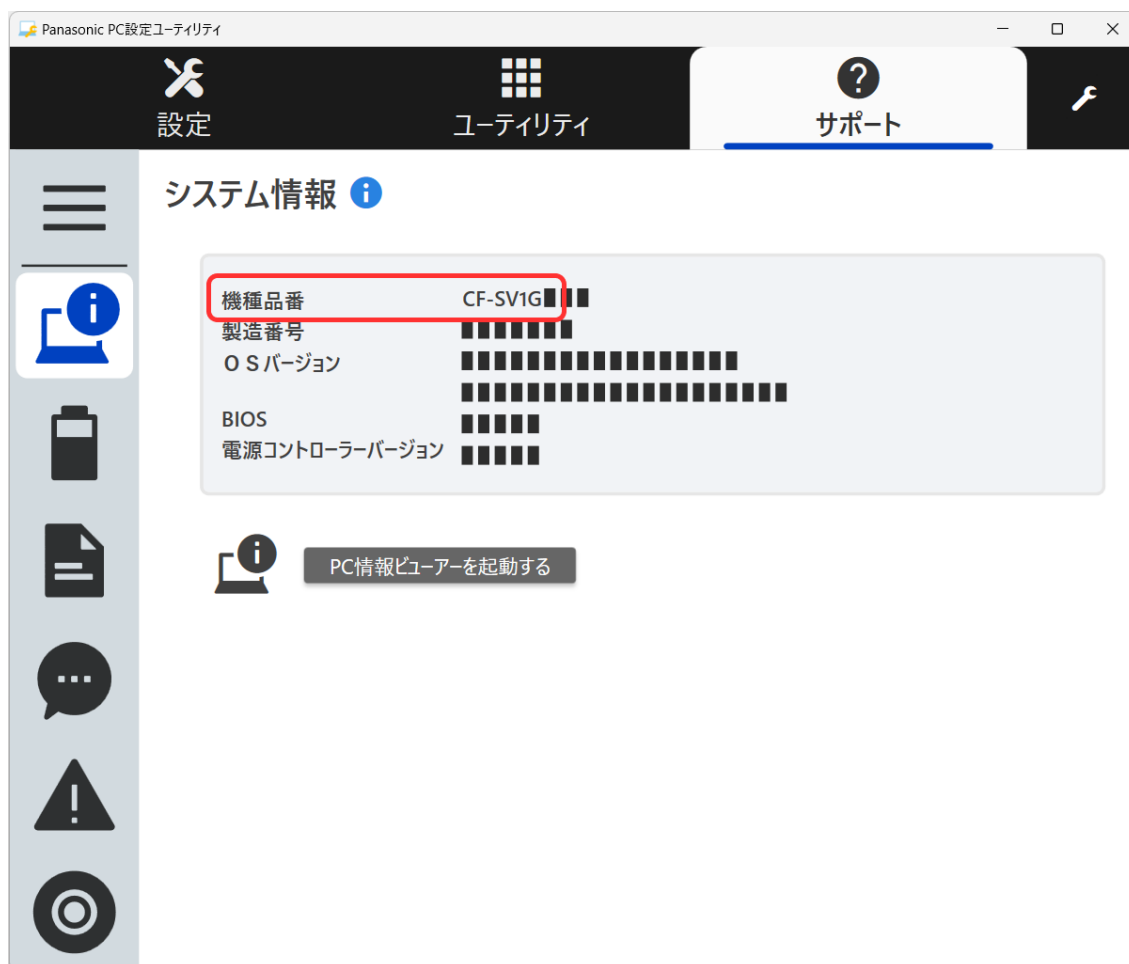 Panasonic PC設定ユーティリティ
設定
ユーティリティ
サポート
システム情報
機種品番 CF-SV1G
製造番号
OSバージョン
BIOS
電源コントローラーバージョン
PC情報ビューアーを起動する